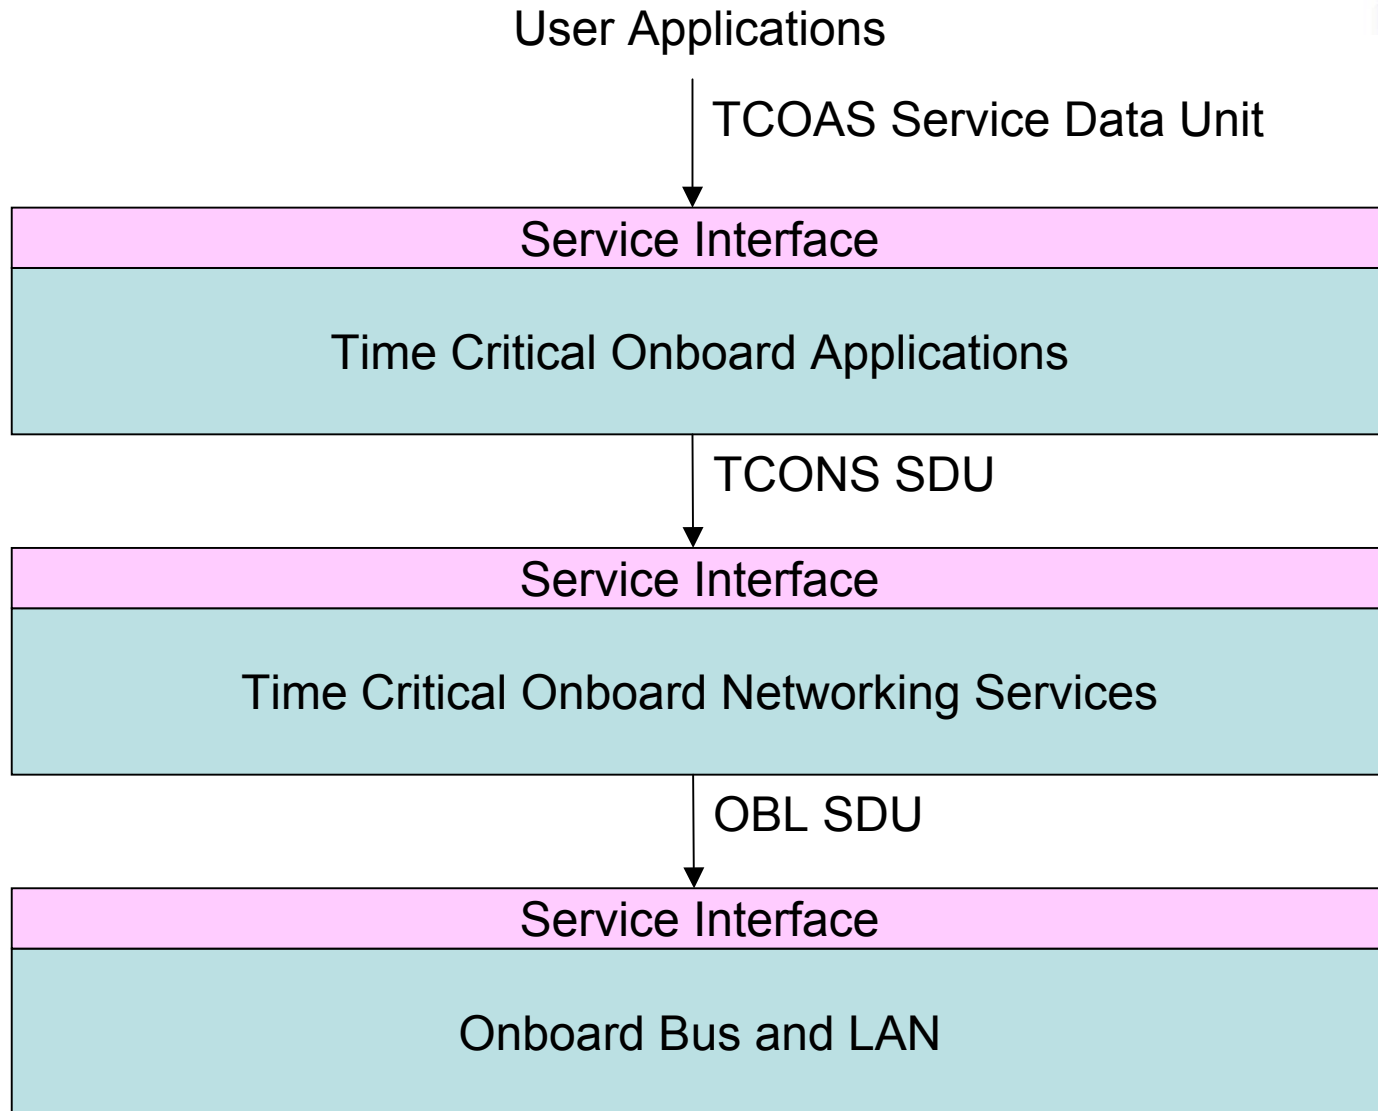 User Applications
TCOAS Service Data Unit
Service Interface
Time Critical Onboard Applications
TCONS SDU
Service Interface
Time Critical Onboard Networking Services
OBL SDU
Service Interface
Onboard Bus and LAN